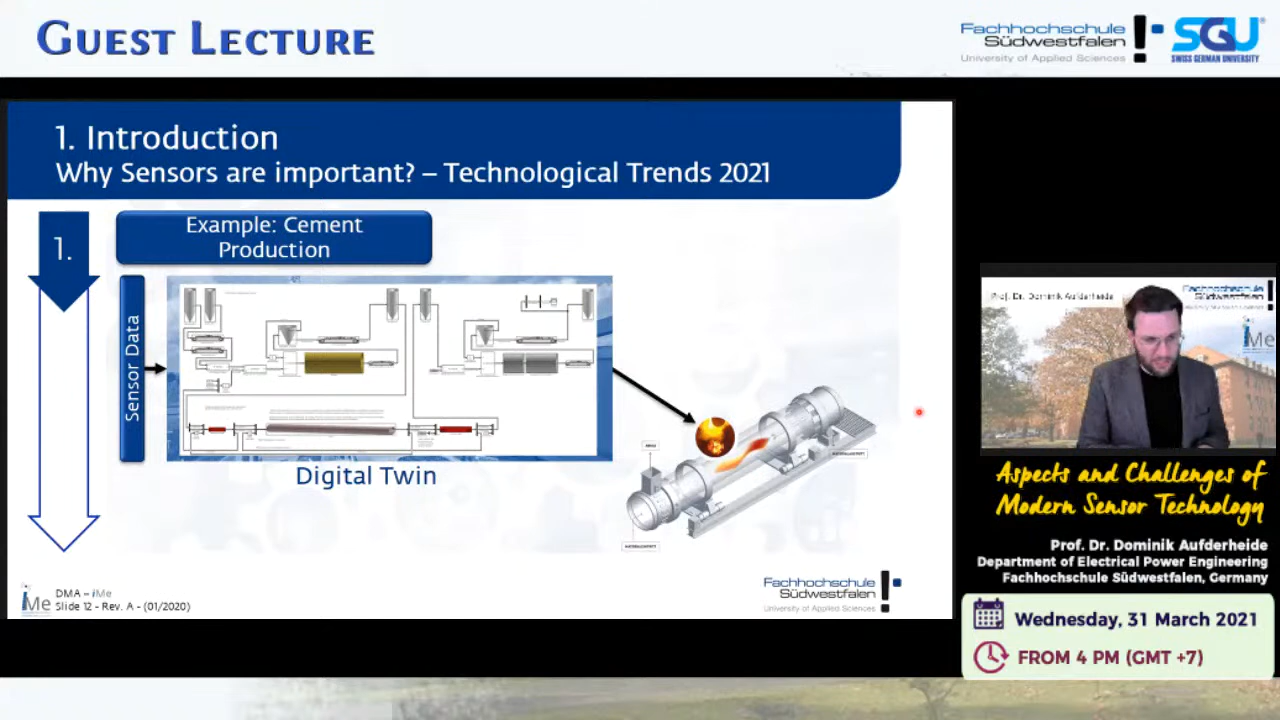 GUEST LECTURE
Fachhochschule
Südwestfalen
University of Applied Sciences
SGU
SWISS GERMAN UNIVERSITY
1. Introduction
Why Sensors are important? – Technological Trends 2021
1.
Example: Cement
Production
Sensor Data
Digital Twin
DMA – iMe
Slide 12 - Rev. A - (01/2020)
iMe
Fachhochschule
Südwestfalen
University of Applied Sciences
Prof. Dr. Dominik Aufderheide
Fachhochschule
Aspects and Challenges of
Modern Sensor Technology
Prof. Dr. Dominik Aufderheide
Department of Electrical Power Engineering
Fachhochschule Südwestfalen, Germany
Wednesday, 31 March 2021
FROM 4 PM (GMT +7)